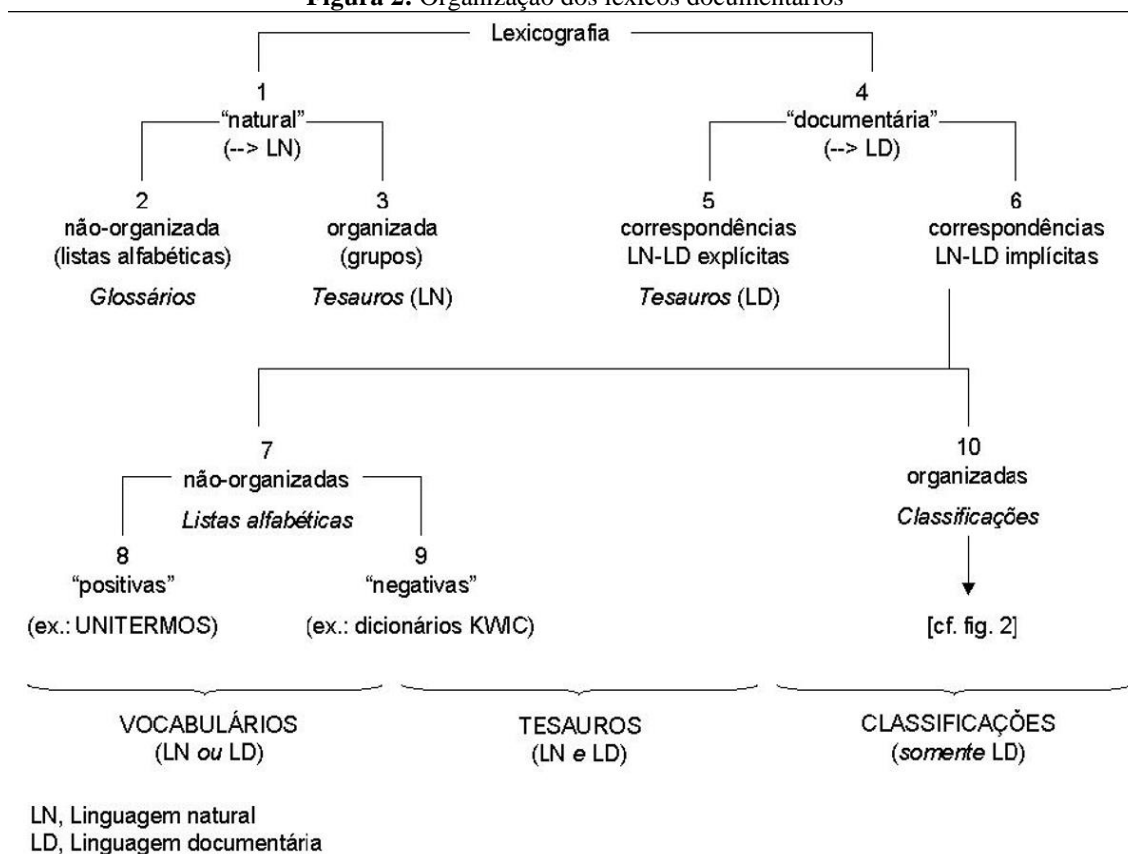 Figura 2: Organização dos léxicos documentários
Lexicografia
1
“natural”
(--> LN)
4
“documentária”
(--> LD)
2
não-organizada
(listas alfabéticas)
Glossários
3
organizada
(grupos)
Tesauros (LN)
5
correspondências
LN-LD explícitas
Tesauros (LD)
6
correspondências
LN-LD implícitas
7
não-organizadas
Listas alfabéticas
10
organizadas
Classificações
8
“positivas”
(ex.: UNITERMOS)
9
“negativas”
(ex.: dicionários KWIC)
[cf. fig. 2]
VOCABULÁRIOS
(LN ou LD)
TESAUROS
(LN e LD)
CLASSIFICAÇÕES
(somente LD)
LN, Linguagem natural
LD, Linguagem documentária